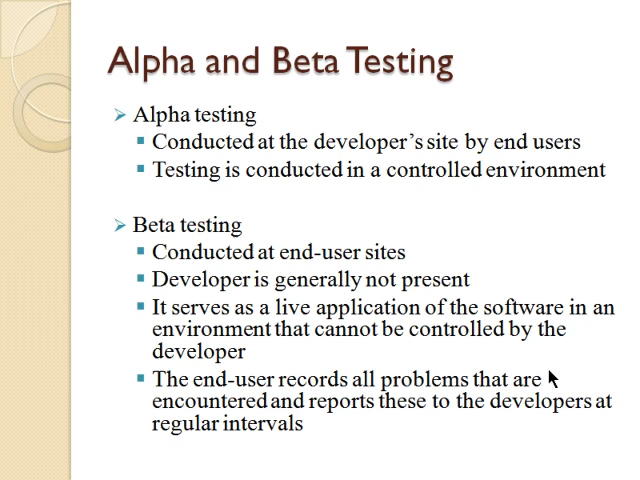 Alpha and Beta Testing
Alpha testing
Conducted at the developer's site by end users
Testing is conducted in a controlled environment
Beta testing
Conducted at end-user sites
Developer is generally not present
It serves as a live application of the software in an
environment that cannot be controlled by the
developer
The end-user records all problems that are
encountered and reports these to the developers at
regular intervals